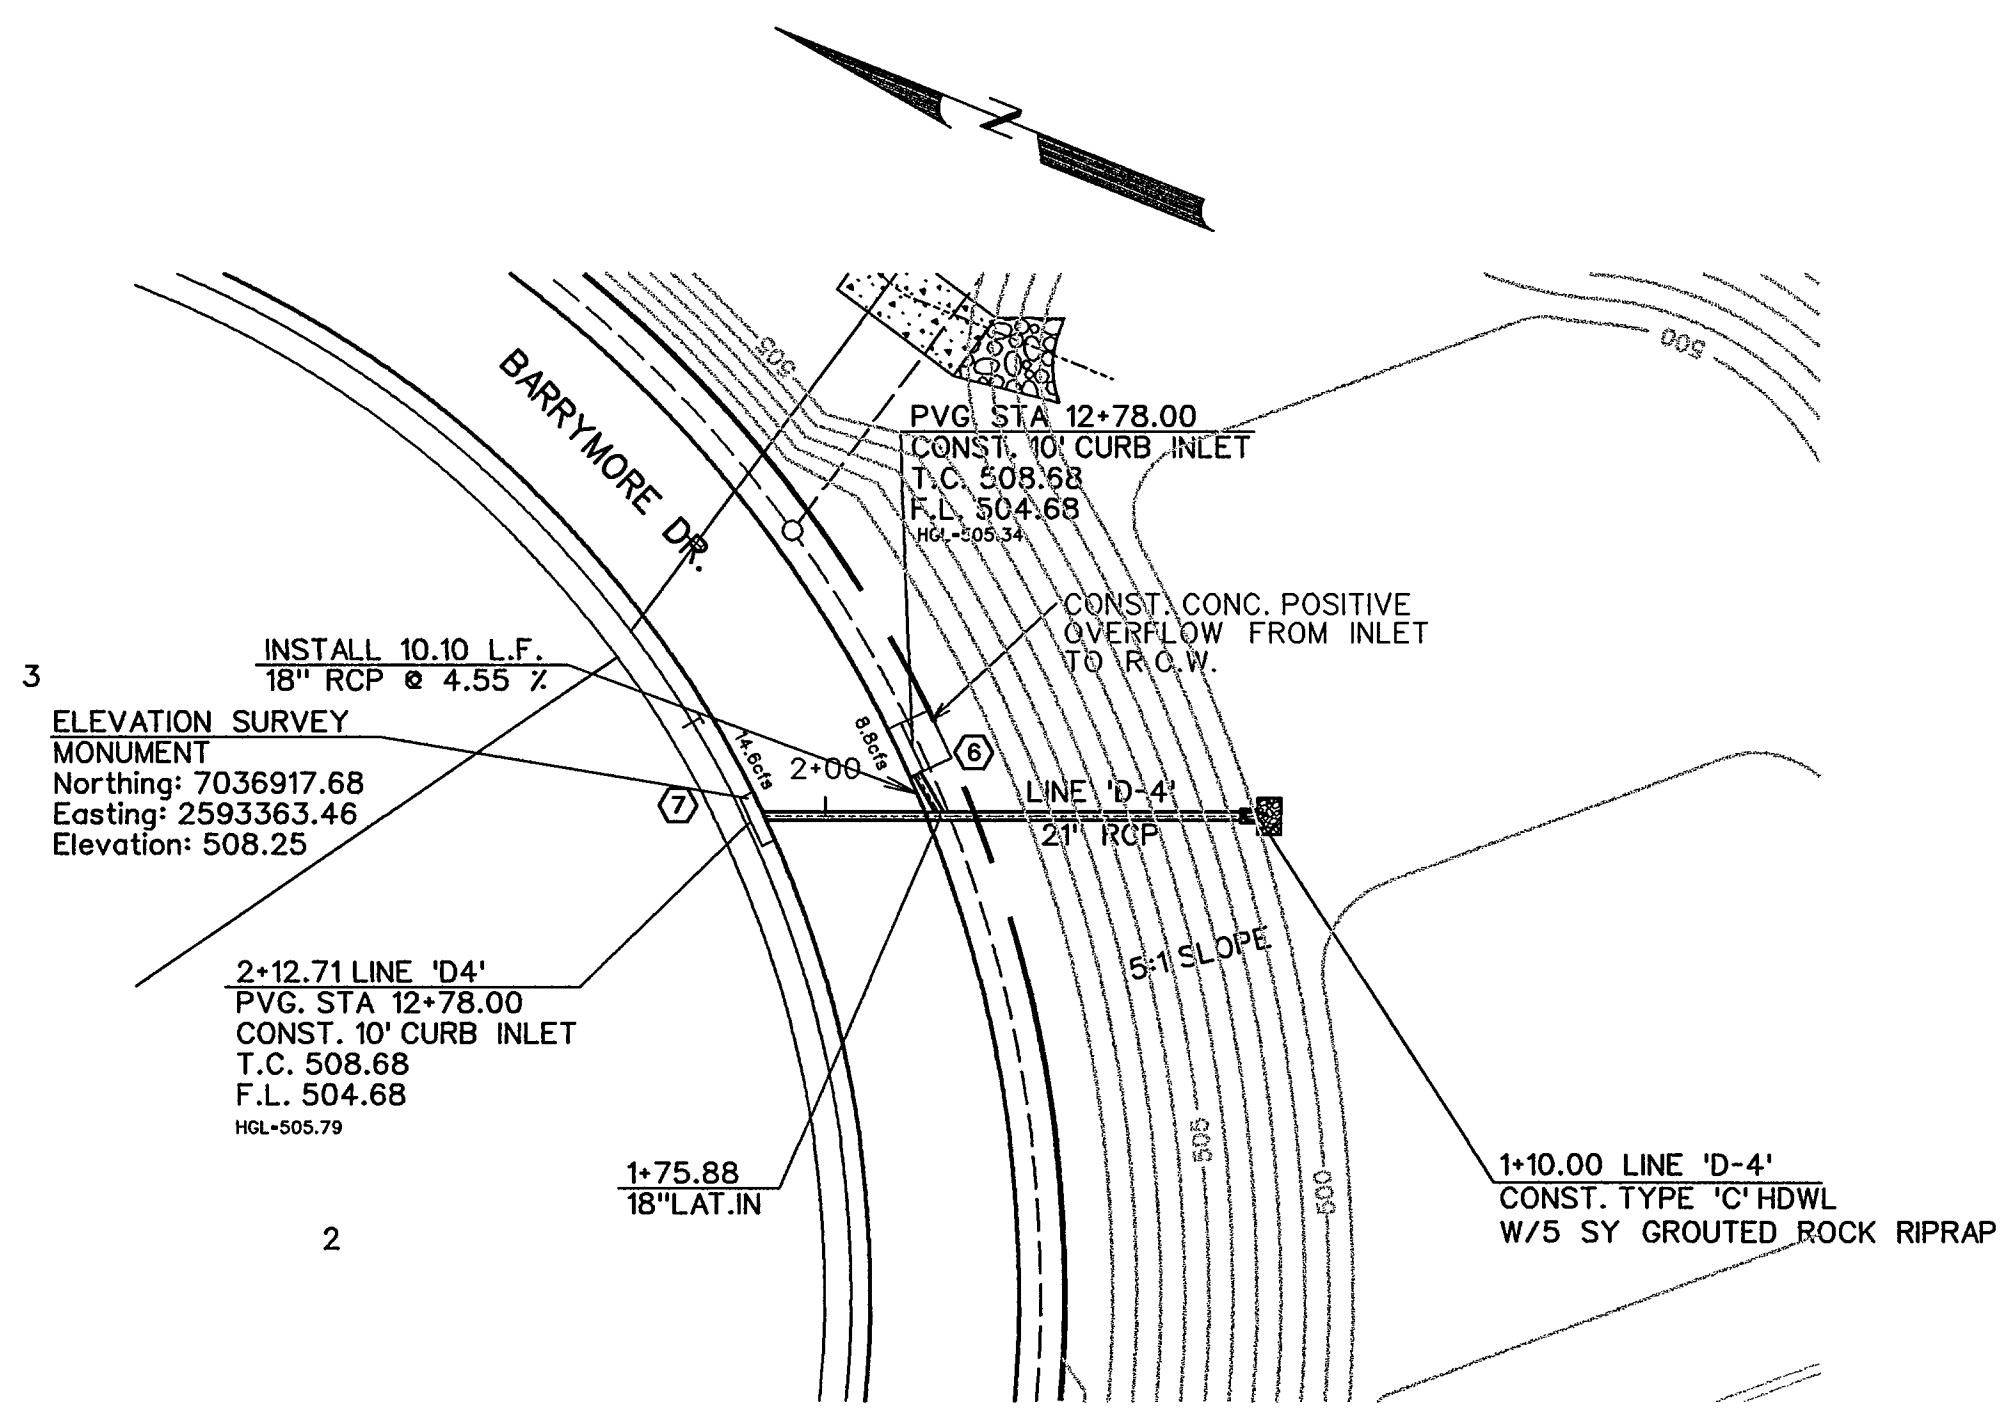 N
505
500
BARRYMORE DR.
PVG STA 12+78.00
CONST. 10' CURB INLET
T.C. 508.68
F.L. 504.68
HGL=505.34
CONST. CONC. POSITIVE
OVERFLOW FROM INLET
TO R.O.W.
INSTALL 10.10 L.F.
18" RCP @ 4.55 %
3
ELEVATION SURVEY
MONUMENT
Northing: 7036917.68
Easting: 2593363.46
Elevation: 508.25
14.6cfs
8.8cfs
2+00
6
7
LINE 'D-4'
21' RCP
5:1 SLOPE
2+12.71 LINE 'D4'
PVG. STA 12+78.00
CONST. 10' CURB INLET
T.C. 508.68
F.L. 504.68
HGL=505.79
505
500
1+75.88
18"LAT.IN
1+10.00 LINE 'D-4'
CONST. TYPE 'C' HDWL
W/5 SY GROUTED ROCK RIPRAP
2